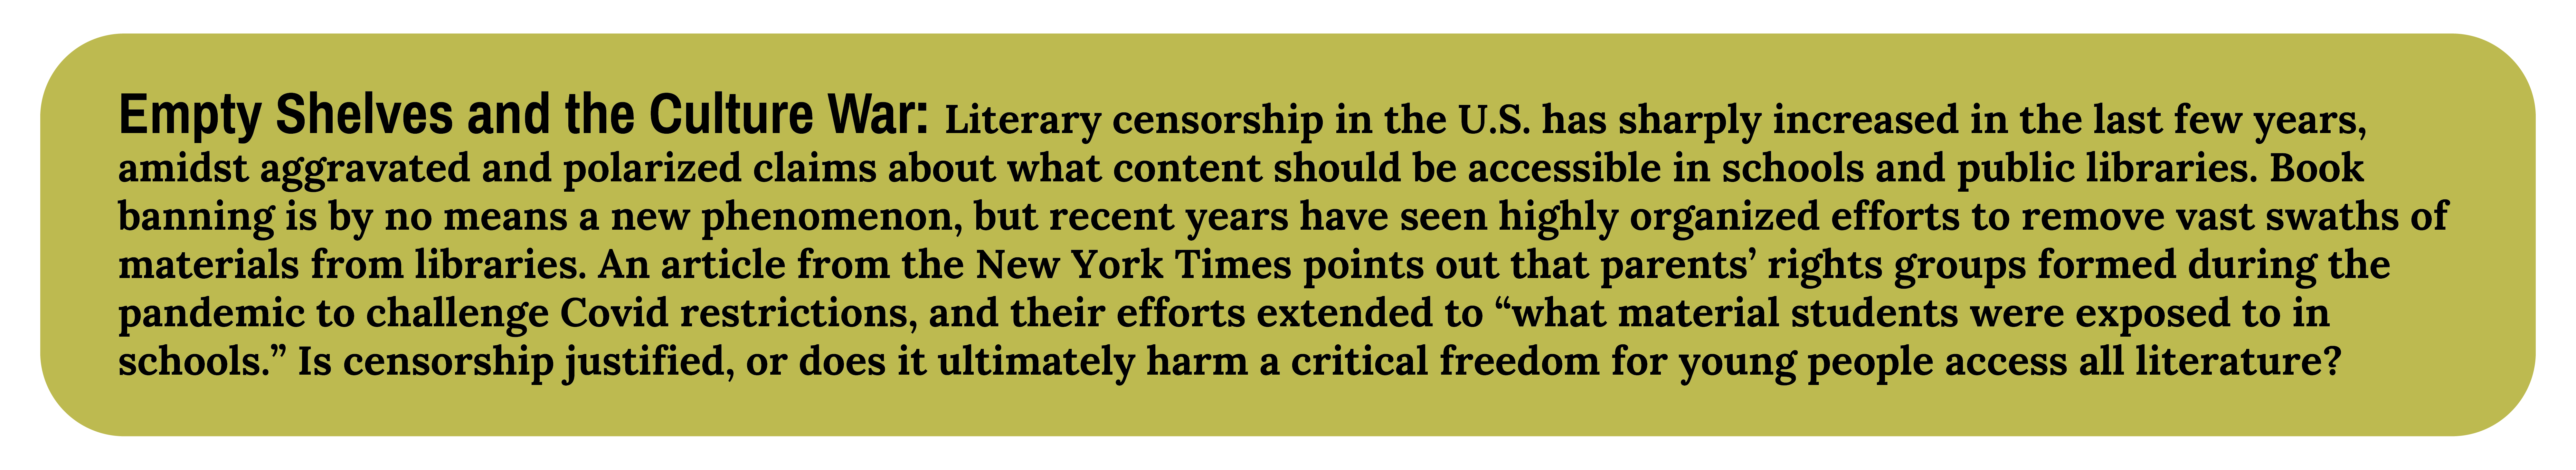 Empty Shelves and the Culture War: Literary censorship in the U.S. has sharply increased in the last few years,
amidst aggravated and polarized claims about what content should be accessible in schools and public libraries. Book
banning is by no means a new phenomenon, but recent years have seen highly organized efforts to remove vast swaths of
materials from libraries. An article from the New York Times points out that parents’ rights groups formed during the
pandemic to challenge Covid restrictions, and their efforts extended to “what material students were exposed to in
schools.” Is censorship justified, or does it ultimately harm a critical freedom for young people access all literature?